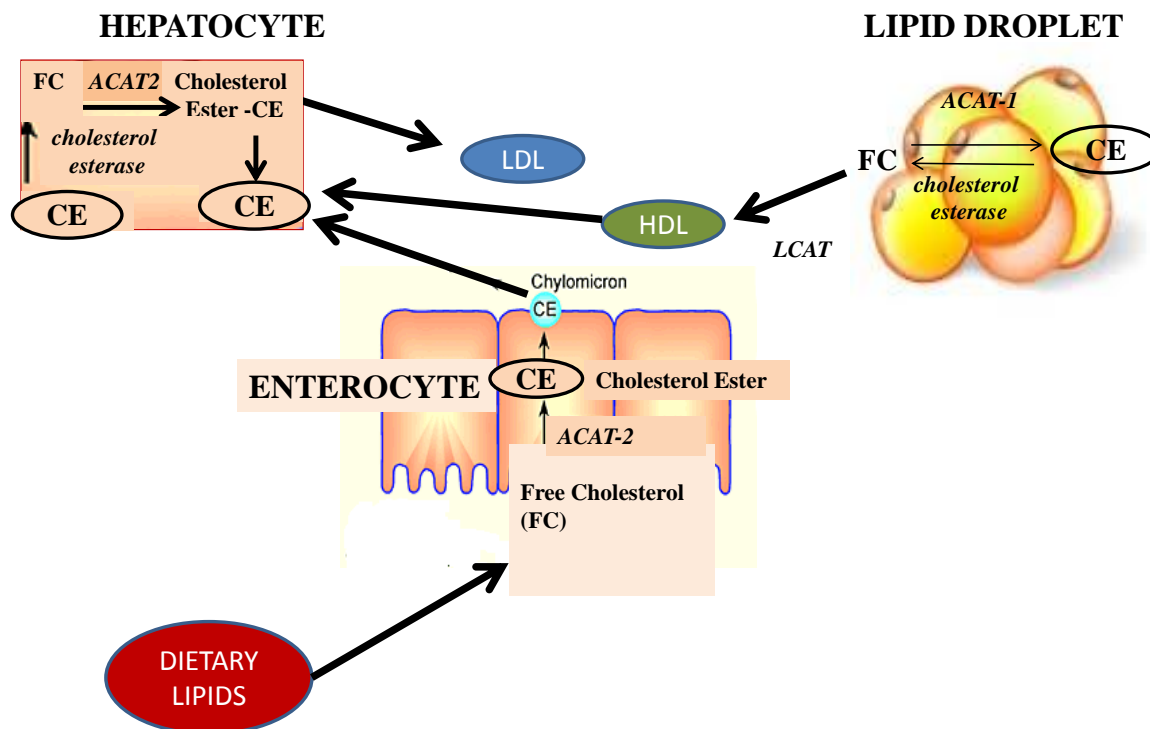 HEPATOCYTE
FC ACAT2 Cholesterol
Ester -CE
cholesterol
esterase
CE
CE
LDL
HDL
LCAT
LIPID DROPLET
ACAT-1
FC
CE
cholesterol
esterase
Chylomicron
CE
ENTEROCYTE
CE
Cholesterol Ester
ACAT-2
Free Cholesterol
(FC)
DIETARY
LIPIDS